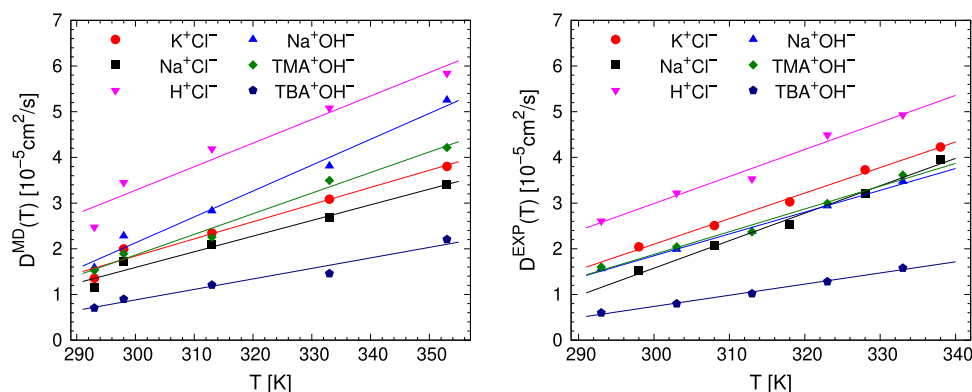 7
6
5
4
3
2
1
0
D^MD(T) [10^−5cm^2/s]
K^+Cl^− Na^+OH^−
Na^+Cl^− TMA^+OH^−
H^+Cl^− TBA^+OH^−
290 300 310 320 330 340 350
T [K]
7
6
5
4
3
2
1
0
D^EXP(T) [10^−5cm^2/s]
K^+Cl^− Na^+OH^−
Na^+Cl^− TMA^+OH^−
H^+Cl^− TBA^+OH^−
290 300 310 320 330 340
T [K]